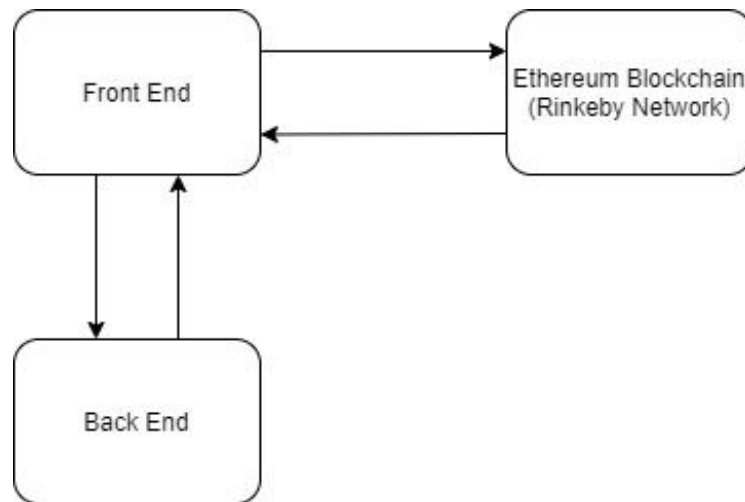 Front End
Ethereum Blockchain
(Rinkeby Network)
Back End